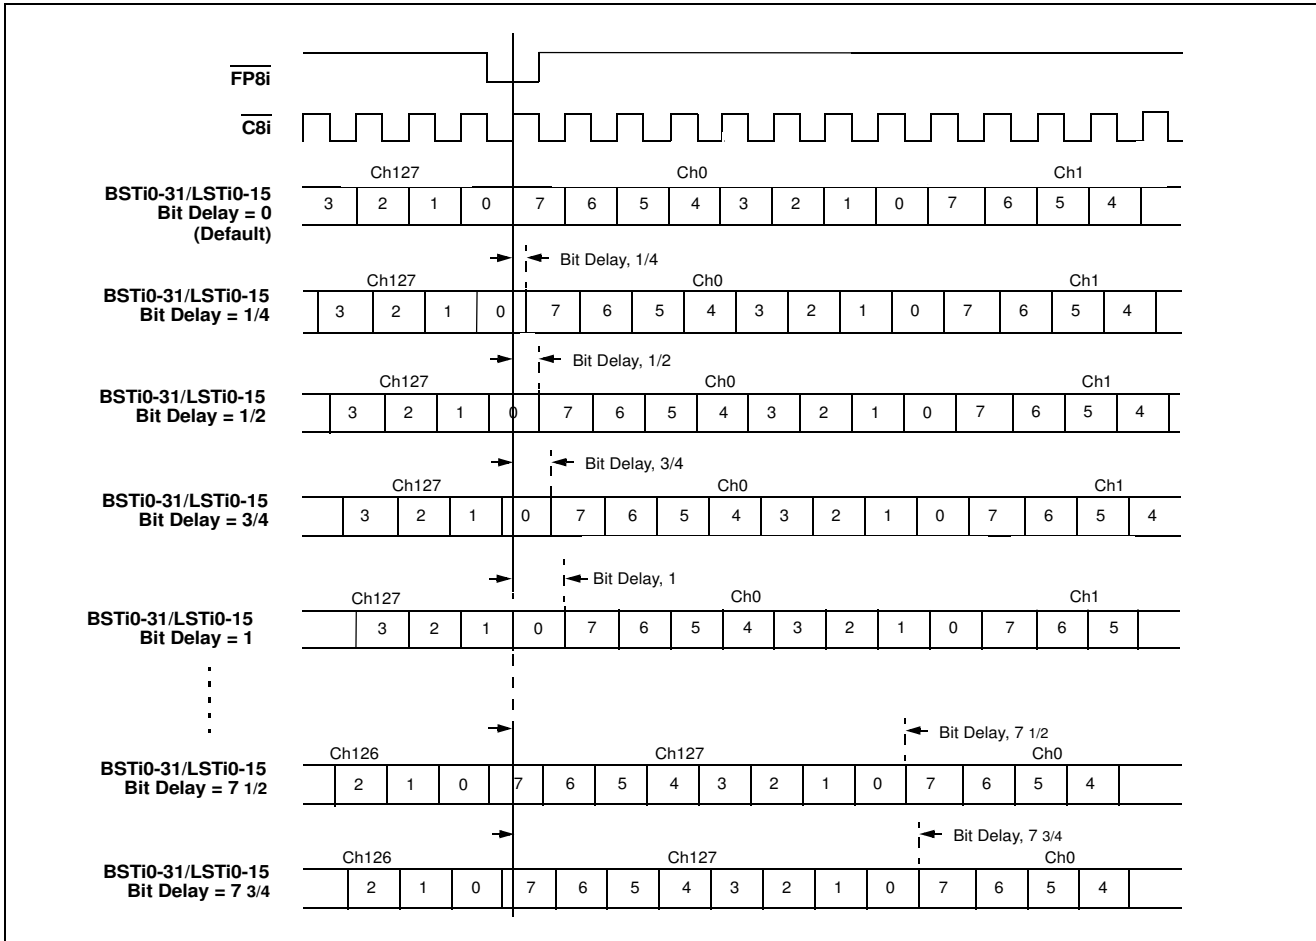 FP8i
C8i
Ch127 Ch0 Ch1
BSTi0-31/LSTi0-15
Bit Delay = 0
(Default)
3 2 1 0 7 6 5 4 3 2 1 0 7 6 5 4
Bit Delay, 1/4
Ch127 Ch0 Ch1
BSTi0-31/LSTi0-15
Bit Delay = 1/4
3 2 1 0 7 6 5 4 3 2 1 0 7 6 5 4
Bit Delay, 1/2
Ch127 Ch0 Ch1
BSTi0-31/LSTi0-15
Bit Delay = 1/2
3 2 1 0 7 6 5 4 3 2 1 0 7 6 5 4
Bit Delay, 3/4
Ch127 Ch0 Ch1
BSTi0-31/LSTi0-15
Bit Delay = 3/4
3 2 1 0 7 6 5 4 3 2 1 0 7 6 5 4
Bit Delay, 1
Ch127 Ch0 Ch1
BSTi0-31/LSTi0-15
Bit Delay = 1
3 2 1 0 7 6 5 4 3 2 1 0 7 6 5
Bit Delay, 7 1/2
Ch126 Ch127 Ch0
BSTi0-31/LSTi0-15
Bit Delay = 7 1/2
2 1 0 7 6 5 4 3 2 1 0 7 6 5 4
Bit Delay, 7 3/4
Ch126 Ch127 Ch0
BSTi0-31/LSTi0-15
Bit Delay = 7 3/4
2 1 0 7 6 5 4 3 2 1 0 7 6 5 4